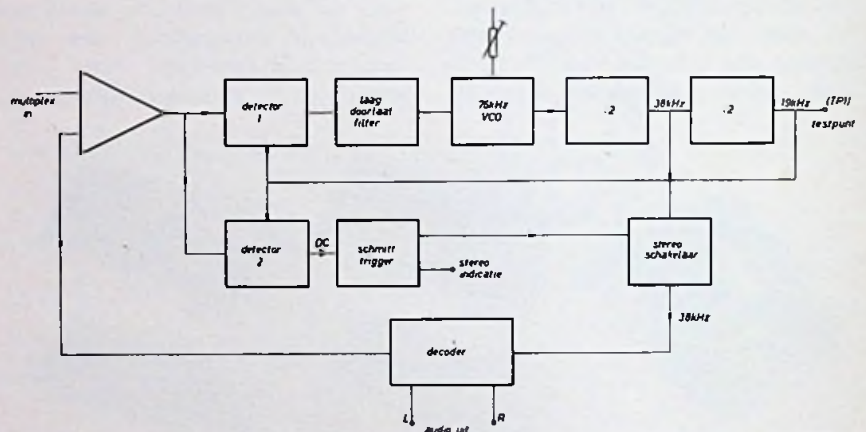 multiplex
in
detector
1
laag
doorlaat
filter
76kHz
VCO
:2
38kHz
:2
19kHz
(TP1)
testpunt
detector
2
DC
schmitt
trigger
stereo
indicatie
stereo
schakelaar
38kHz
decoder
L
R
audio uit